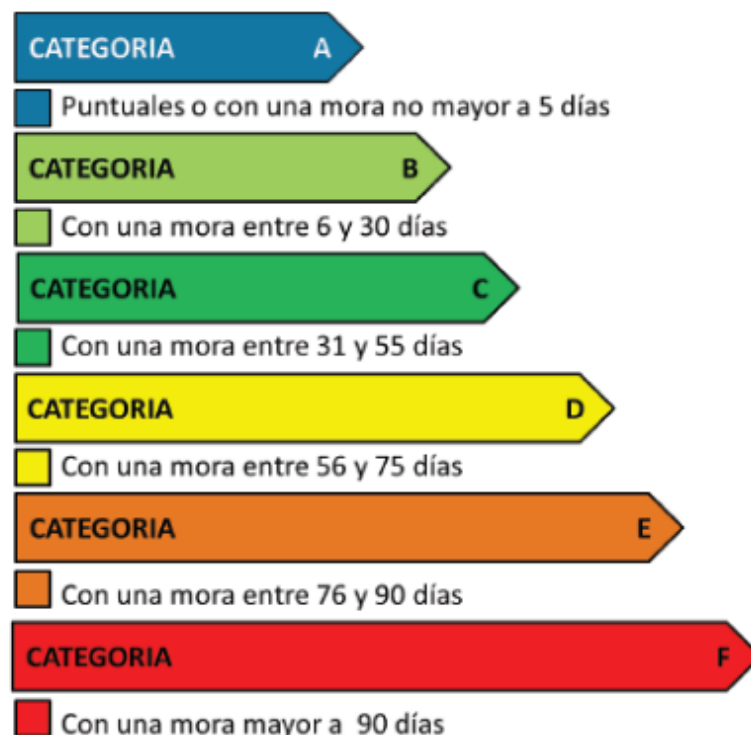 CATEGORIA A
Puntuales o con una mora no mayor a 5 días
CATEGORIA B
Con una mora entre 6 y 30 días
CATEGORIA C
Con una mora entre 31 y 55 días
CATEGORIA D
Con una mora entre 56 y 75 días
CATEGORIA E
Con una mora entre 76 y 90 días
CATEGORIA F
Con una mora mayor a 90 días